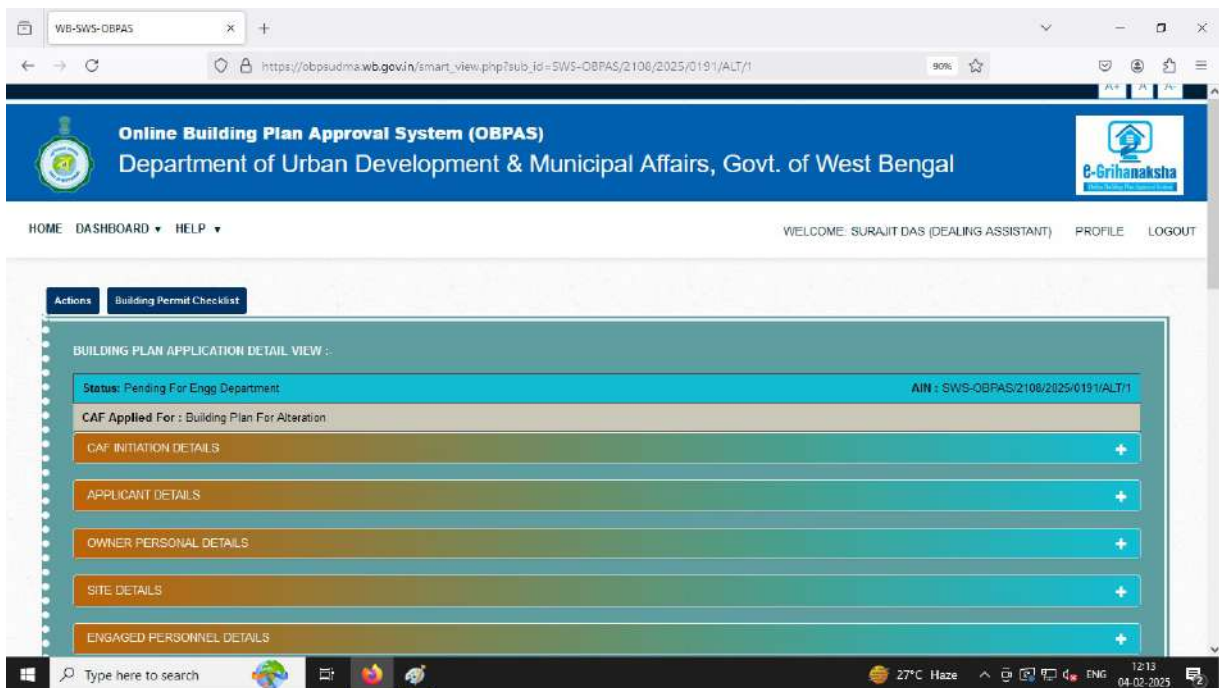 WB-SWS-OBPAS
https://obpsudma.wb.gov.in/smart_view.php?sub_id=SWS-OBPAS/2108/2025/0191/ALT/1
90%
A+ A A-
Online Building Plan Approval System (OBPAS)
Department of Urban Development & Municipal Affairs, Govt. of West Bengal
e-Grihanaksha
HOME DASHBOARD HELP
WELCOME: SURAJIT DAS (DEALING ASSISTANT) PROFILE LOGOUT
Actions Building Permit Checklist
BUILDING PLAN APPLICATION DETAIL VIEW :-
Status: Pending For Engg Department AIN : SWS-OBPAS/2108/2025/0191/ALT/1
CAF Applied For : Building Plan For Alteration
CAF INITIATION DETAILS
APPLICANT DETAILS
OWNER PERSONAL DETAILS
SITE DETAILS
ENGAGED PERSONNEL DETAILS
Type here to search
27°C Haze ENG 12:13
04-02-2025
2